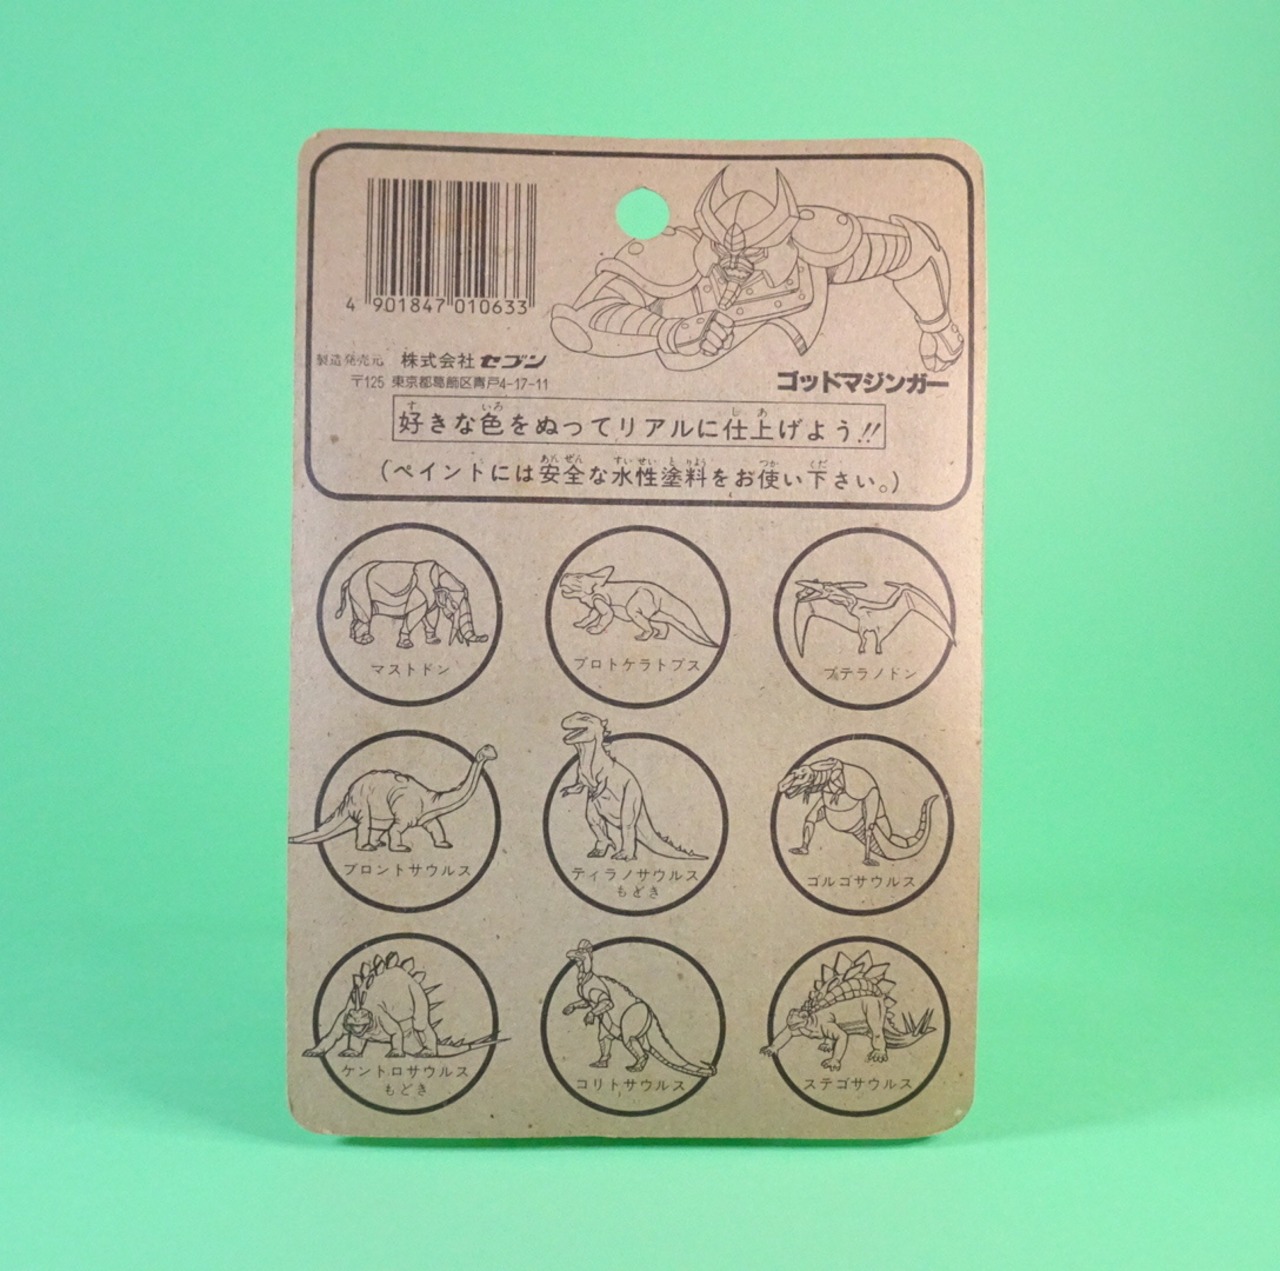 4 901847 010633
製造発売元 株式会社セブン
〒125 東京都葛飾区青戸4-17-11
ゴッドマジンガー
好きな色をぬってリアルに仕上げよう!!
(ペイントには安全な水性塗料をお使い下さい。)
マストドン
プロトケラトプス
プテラノドン
ブロントサウルス
ティラノサウルス
もどき
ゴルゴサウルス
ケントロサウルス
もどき
コリトサウルス
ステゴサウルス